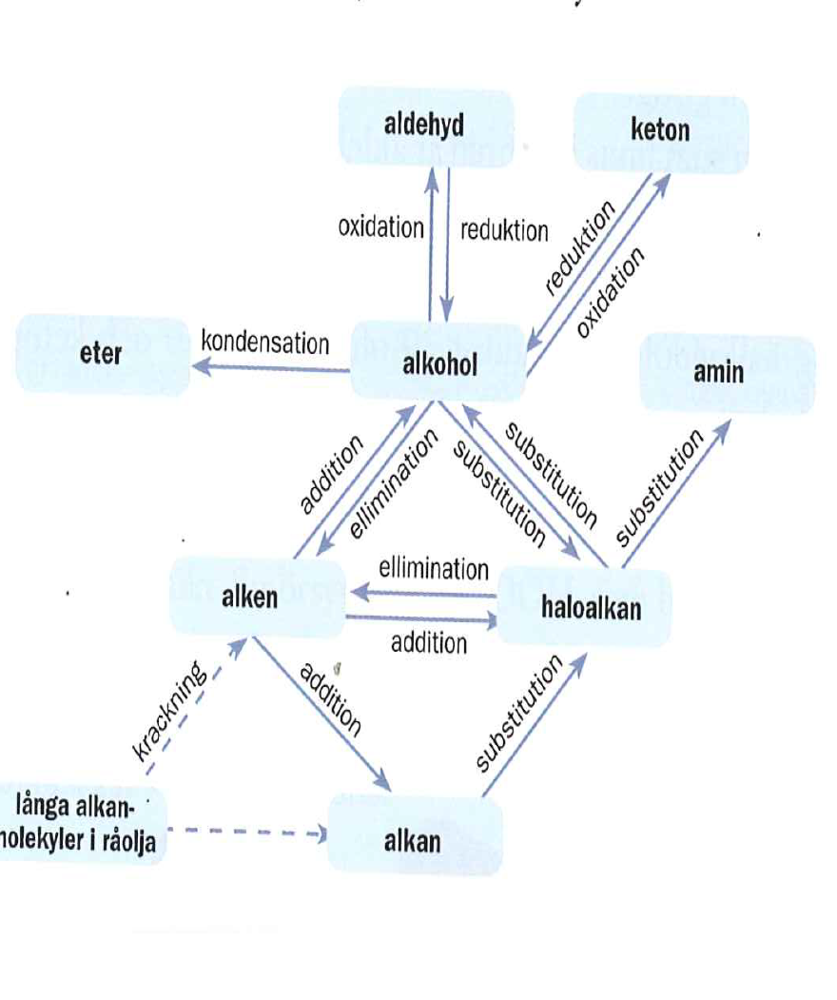 aldehyd
keton
oxidation
reduktion
reduktion
oxidation
eter
kondensation
alkohol
amin
addition
ellimination
substitution
substitution
substitution
alken
ellimination
addition
haloalkan
krackning
addition
substitution
långa alkan-
nolekyler i råolja
alkan